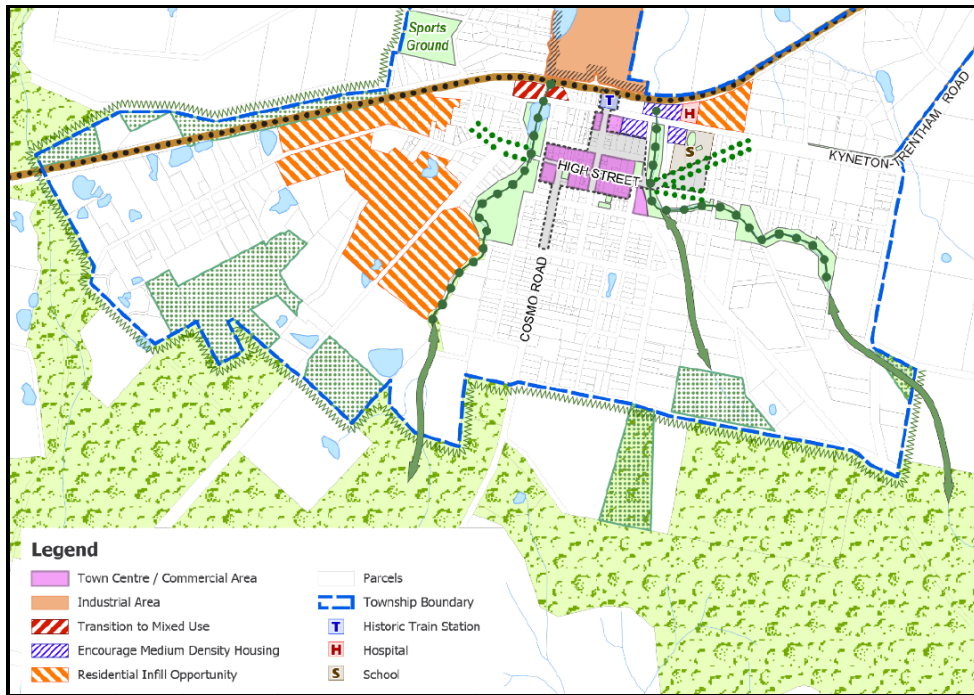 Sports
Ground
T
H
S
HIGH STREET
KYNETON-TRENTHAM ROAD
COSMO ROAD
Legend
Town Centre / Commercial Area
Industrial Area
Transition to Mixed Use
Encourage Medium Density Housing
Residential Infill Opportunity
Parcels
Township Boundary
T Historic Train Station
H Hospital
S School